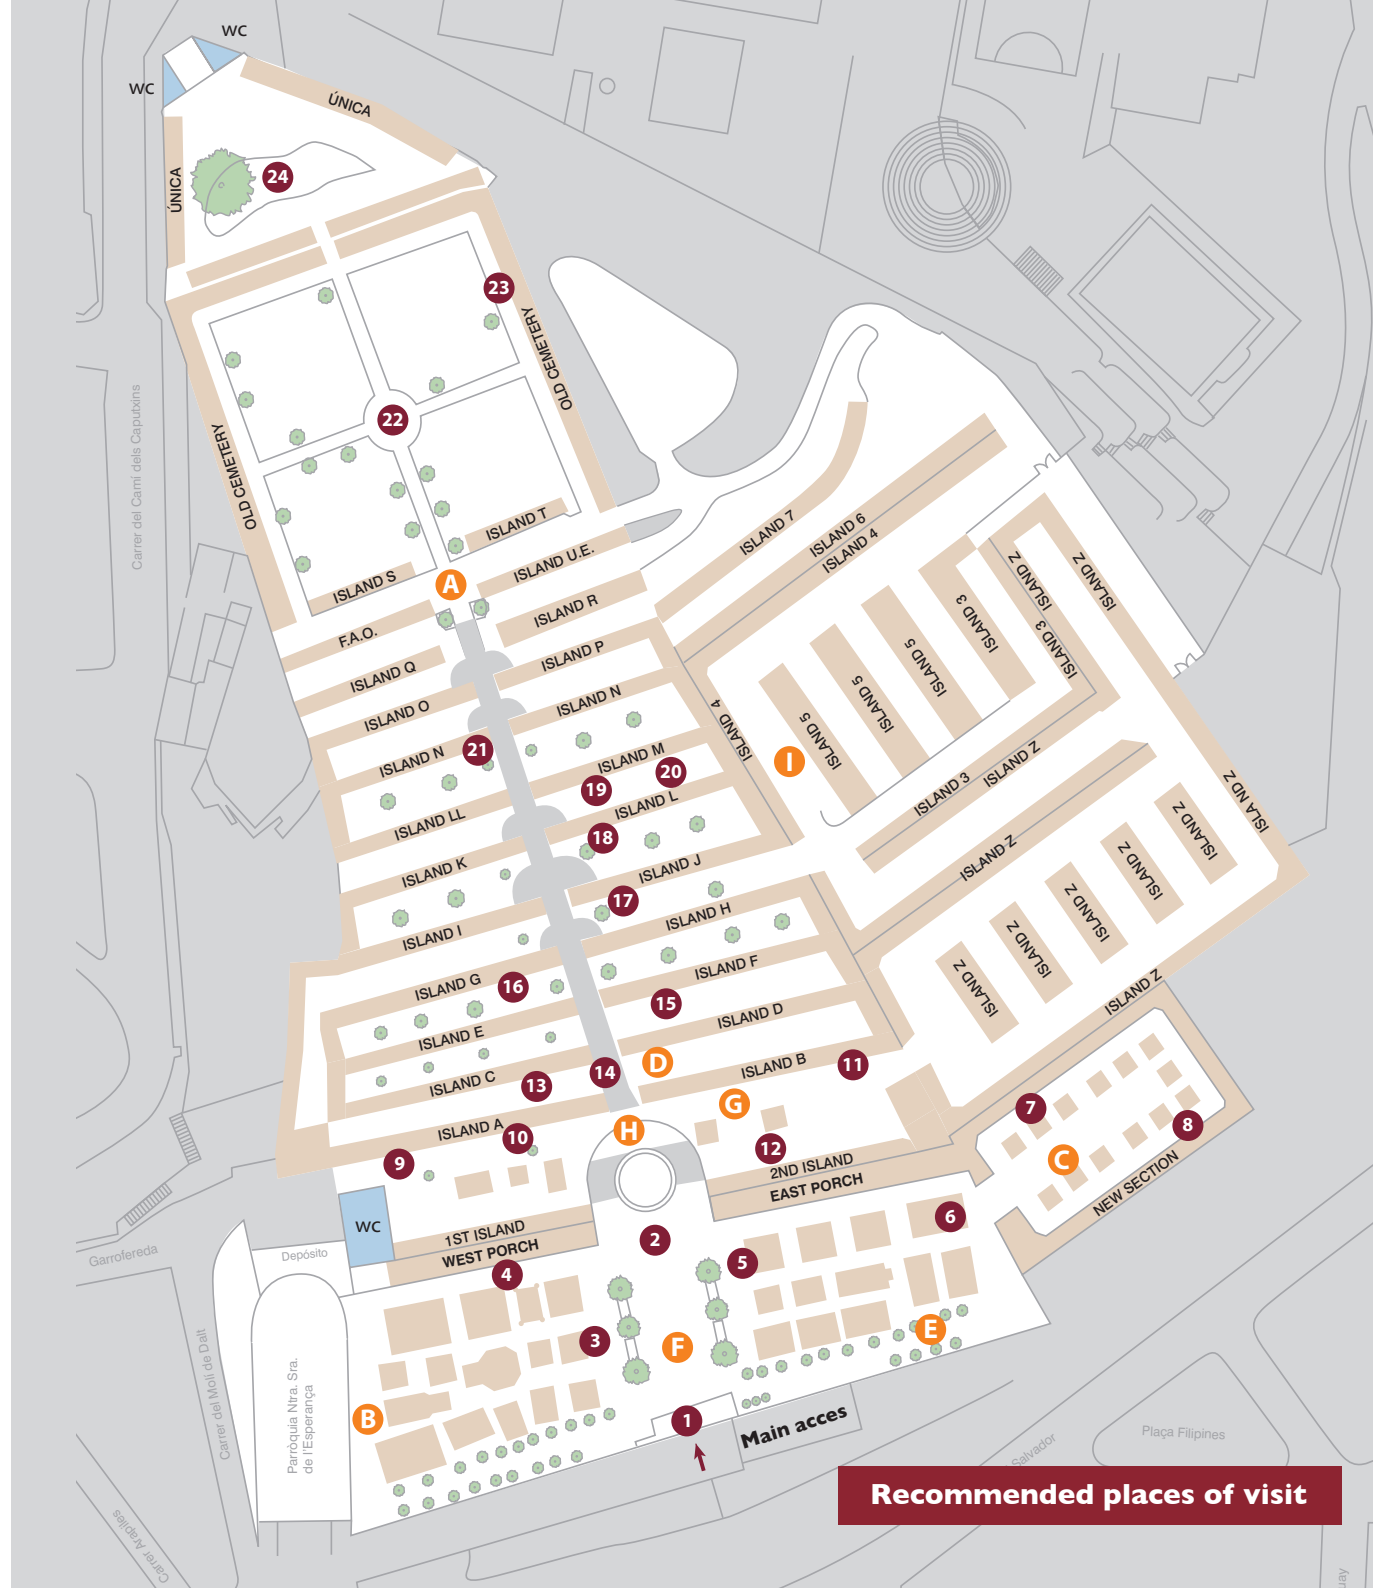 WC
WC
ÚNICA
ÚNICA
24
23
OLD CEMETERY
22
OLD CEMETERY
Carrer del Camí dels Caputxins
ISLAND T
ISLAND U.E.
ISLAND S
A
ISLAND R
F.A.O.
ISLAND Q
ISLAND P
ISLAND O
ISLAND N
ISLAND N
21
ISLAND M
20
19
ISLAND LL
ISLAND L
18
ISLAND K
ISLAND J
17
ISLAND I
ISLAND H
ISLAND G
16
ISLAND F
15
ISLAND E
ISLAND D
ISLAND C
13
14
D
ISLAND B
11
G
ISLAND A
10
H
9
12
ISLAND 7
ISLAND 6
ISLAND 4
ISLAND 4
ISLAND 5
ISLAND 5
ISLAND 5
ISLAND 3
ISLAND 3
ISLAND Z
ISLAND Z
I
ISLAND 3
ISLAND Z
ISLAND Z
ISLA ND Z
ISLAND Z
ISLAND Z
ISLAND Z
ISLAND Z
ISLAND Z
ISLAND Z
7
8
C
NEW SECTION
2ND ISLAND
EAST PORCH
WC
1ST ISLAND
WEST PORCH
2
4
5
6
3
F
E
B
1
Main acces
Garrofereda
Depósito
Carrer del Molí de Dalt
Parròquia Ntra. Sra.
de l'Esperança
Carrer Arapiles
Carrer
Salvador
Plaça Filipines
Recommended places of visit